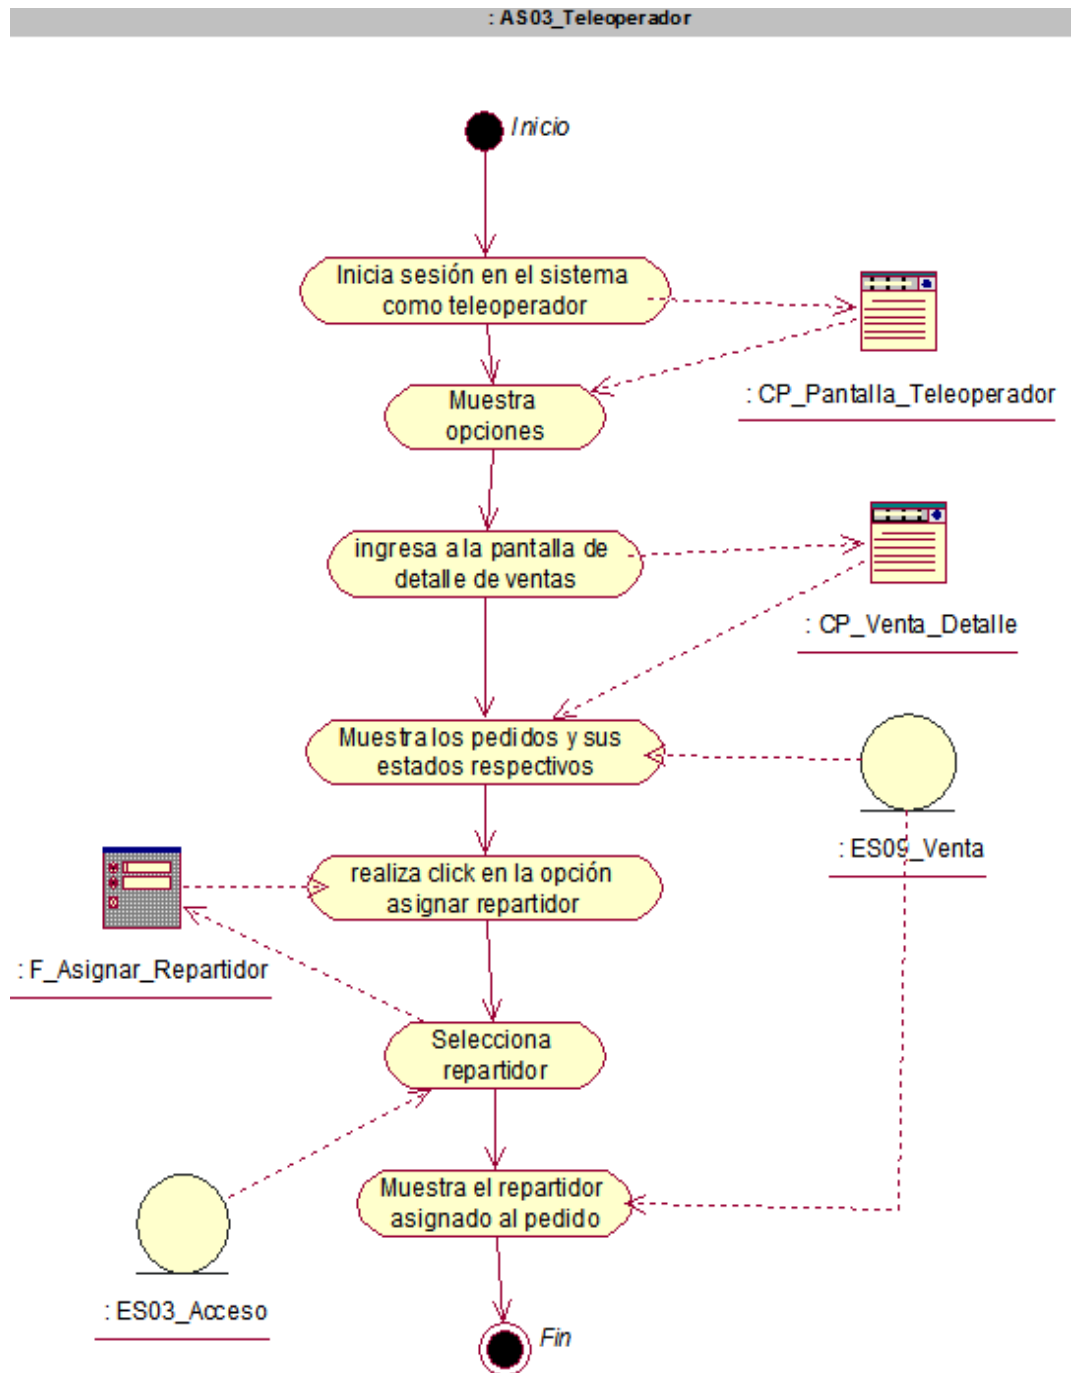 : AS03_Teleoperador
Inicio
Inicia sesión en el sistema
como teleoperador
: CP_Pantalla_Teleoperador
Muestra
opciones
ingresa a la pantalla de
detalle de ventas
: CP_Venta_Detalle
Muestra los pedidos y sus
estados respectivos
: ES09_Venta
realiza click en la opción
asignar repartidor
: F_Asignar_Repartidor
Selecciona
repartidor
Muestra el repartidor
asignado al pedido
: ES03_Acceso
Fin